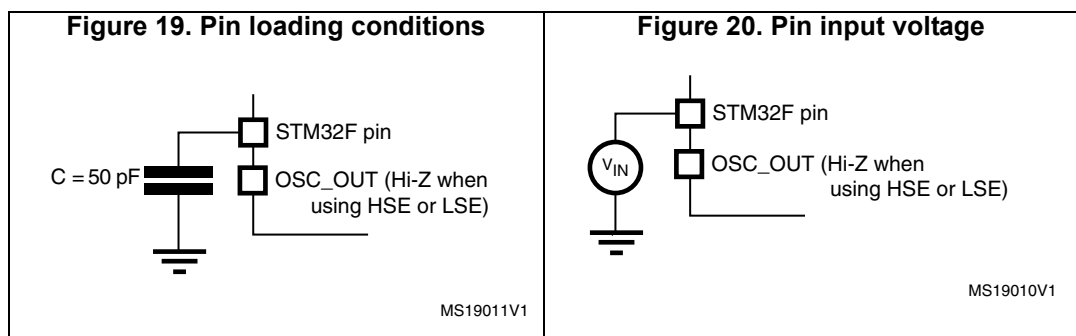 Figure 19. Pin loading conditions
STM32F pin
C = 50 pF
OSC_OUT (Hi-Z when
using HSE or LSE)
MS19011V1
Figure 20. Pin input voltage
STM32F pin
VIN
OSC_OUT (Hi-Z when
using HSE or LSE)
MS19010V1